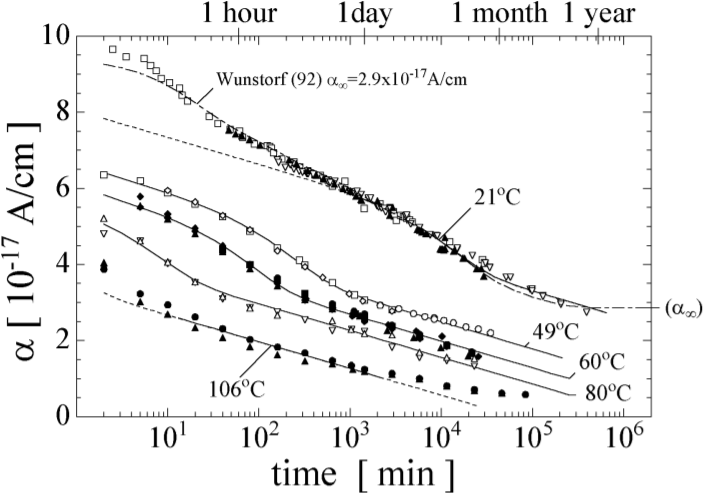 1 hour 1day 1 month 1 year
10
Wunstorf (92) α∞=2.9x10⁻¹⁷A/cm
8
6
21°C
4
(α∞)
49°C
2
60°C
106°C
80°C
0
α [ 10⁻¹⁷ A/cm ]
10¹ 10² 10³ 10⁴ 10⁵ 10⁶
time [ min ]